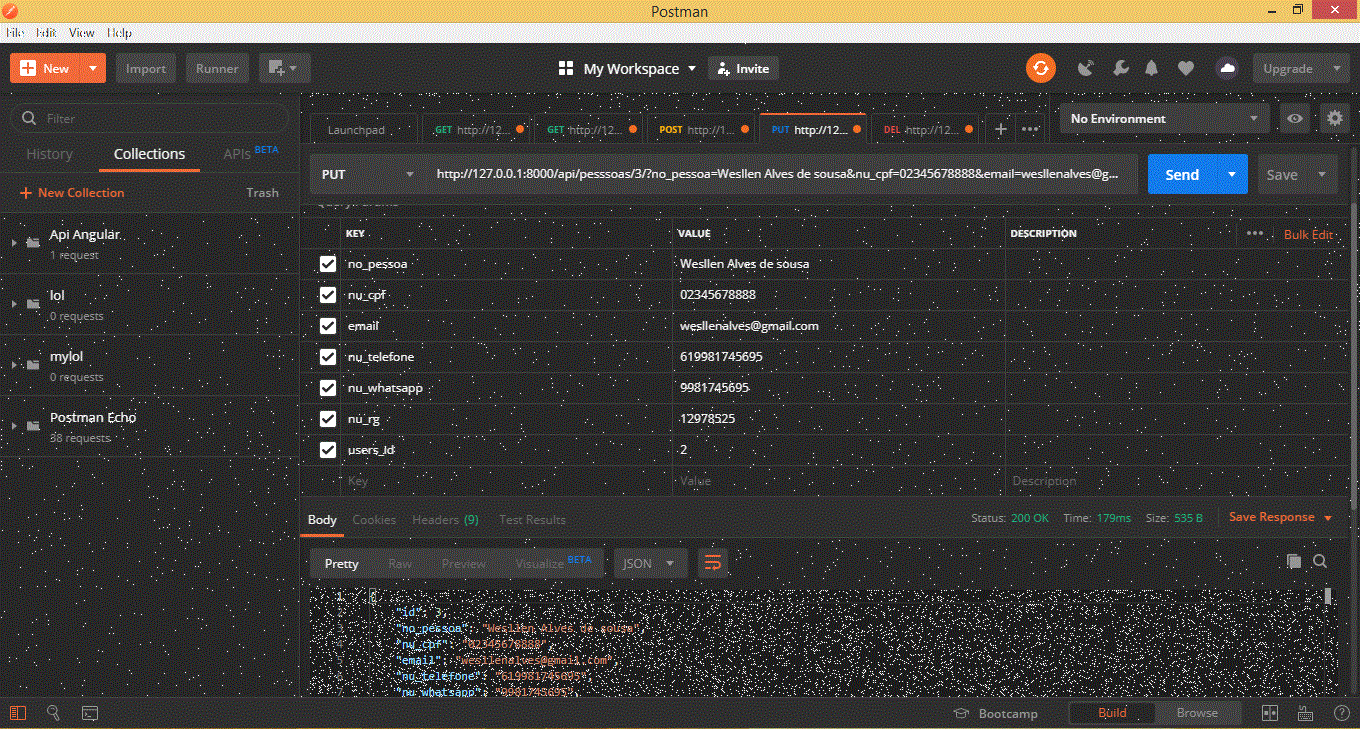 Postman
File Edit View Help
New Import Runner My Workspace Invite Upgrade
Filter
History Collections APIs BETA
New Collection Trash
Api Angular
1 request
lol
0 requests
mylol
0 requests
Postman Echo
38 requests
Launchpad GET http://12... GET http://12... POST http://1... PUT http://12... DEL http://12... No Environment
PUT http://127.0.0.1:8000/api/pesssoas/3/?no_pessoa=Wesllen Alves de sousa&nu_cpf=02345678888&email=wesllenalves@g... Send Save
Query Params
KEY VALUE DESCRIPTION Bulk Edit
no_pessoa Wesllen Alves de sousa
nu_cpf 02345678888
email wesllenalves@gmail.com
nu_telefone 619981745695
nu_whatsapp 9981745695
nu_rg 12978525
users_id 2
Key Value Description
Body Cookies Headers (9) Test Results Status: 200 OK Time: 179ms Size: 535 B Save Response
Pretty Raw Preview Visualize BETA JSON
1 {
2 "id": 3,
3 "no_pessoa": "Wesllen Alves de sousa",
4 "nu_cpf": "02345678888",
5 "email": "wesllenalves@gmail.com",
6 "nu_telefone": "619981745695",
7 "nu_whatsapp": "9981745695",
Bootcamp Build Browse